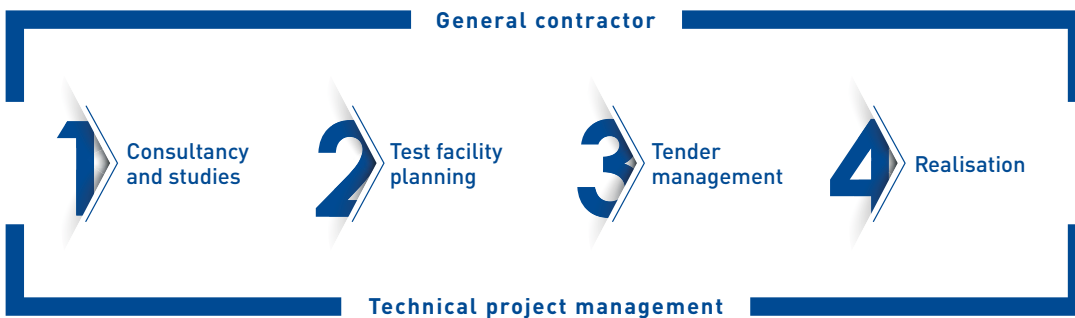 General contractor
1
Consultancy
and studies
2
Test facility
planning
3
Tender
management
4
Realisation
Technical project management